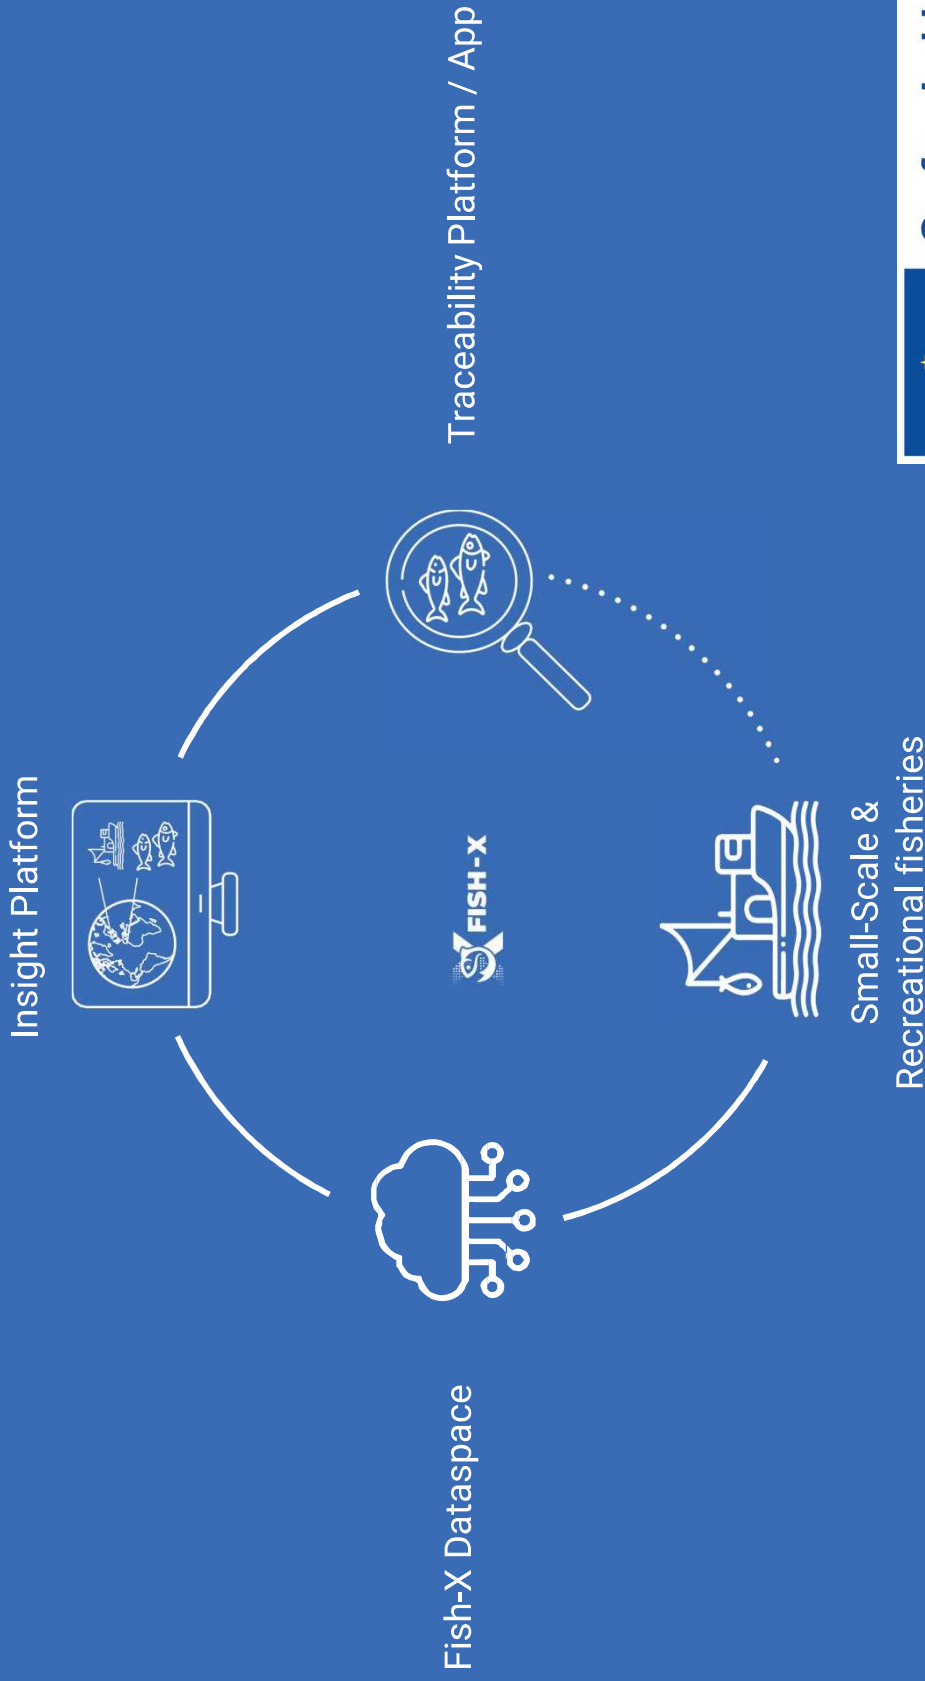 Insight Platform
Fish-X Dataspace
FISH-X
Traceability Platform / App
Small-Scale &
Recreational fisheries